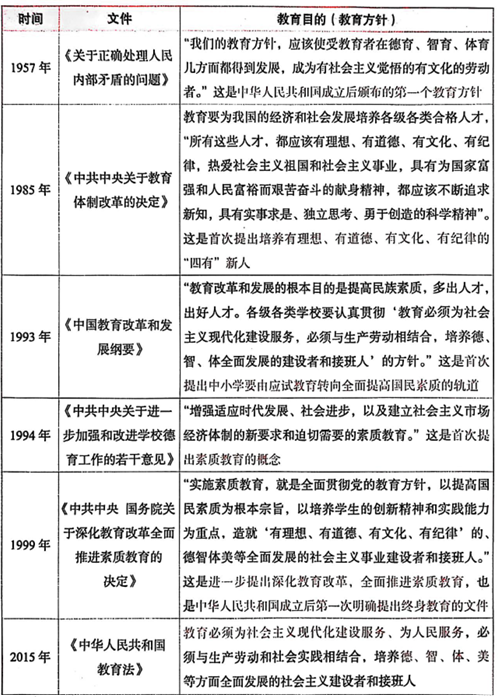 时间 文件 教育目的（教育方针）
1957 年
《关于正确处理人民
内部矛盾的问题》
“我们的教育方针，应该使受教育者在德育、智育、体育
几方面都得到发展，成为有社会主义觉悟的有文化的劳动
者。”这是中华人民共和国成立后颁布的第一个教育方针
1985 年
《中共中央关于教育
体制改革的决定》
教育要为我国的经济和社会发展培养各级各类合格人才，
“所有这些人才，都应该有理想、有道德、有文化、有纪
律，热爱社会主义祖国和社会主义事业，具有为国家富
强和人民富裕而艰苦奋斗的献身精神，都应该不断追求
新知，具有实事求是、独立思考、勇于创造的科学精神”。
这是首次提出培养有理想、有道德、有文化、有纪律的
“四有”新人
1993 年
《中国教育改革和发
展纲要》
“教育改革和发展的根本目的是提高民族素质，多出人才，
出好人才。各级各类学校要认真贯彻‘教育必须为社会
主义现代化建设服务，必须与生产劳动相结合，培养德、
智、体全面发展的建设者和接班人’的方针。”这是首次
提出中小学要由应试教育转向全面提高国民素质的轨道
1994 年
《中共中央关于进一
步加强和改进学校德
育工作的若干意见》
“增强适应时代发展、社会进步，以及建立社会主义市场
经济体制的新要求和迫切需要的素质教育。”这是首次提
出素质教育的概念
1999 年
《中共中央 国务院关
于深化教育改革全面
推进素质教育的
决定》
“实施素质教育，就是全面贯彻党的教育方针，以提高国
民素质为根本宗旨，以培养学生的创新精神和实践能力
为重点，造就‘有理想、有道德、有文化、有纪律’的、
德智体美等全面发展的社会主义事业建设者和接班人。”
这是进一步提出深化教育改革，全面推进素质教育，也
是中华人民共和国成立后第一次明确提出终身教育的文件
2015 年
《中华人民共和国
教育法》
教育必须为社会主义现代化建设服务、为人民服务，必
须与生产劳动和社会实践相结合，培养德、智、体、美
等方面全面发展的社会主义建设者和接班人